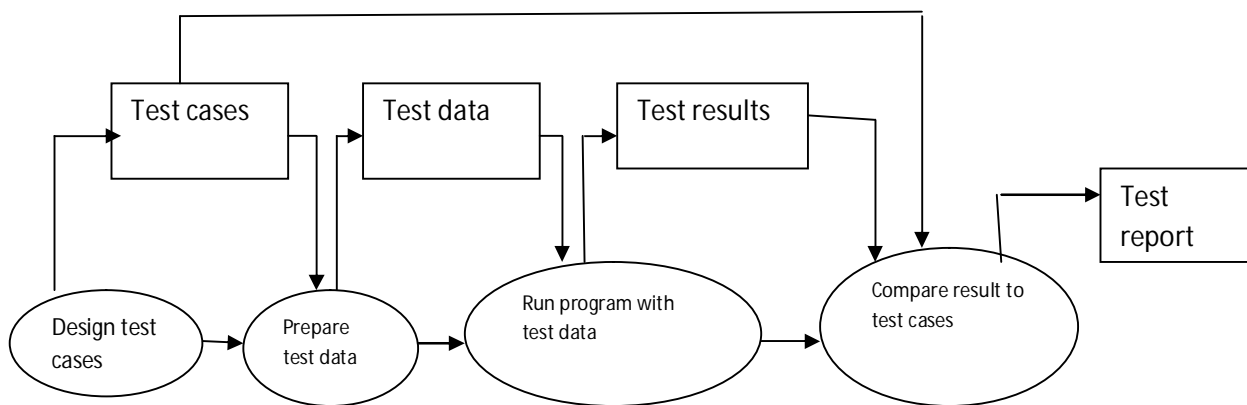 Test cases
Test data
Test results
Test
report
Design test
cases
Prepare
test data
Run program with
test data
Compare result to
test cases